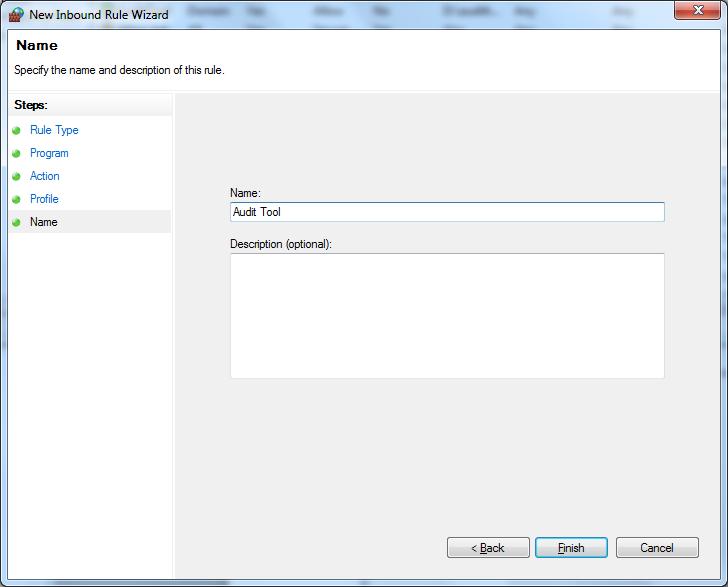 New Inbound Rule Wizard
Name
Specify the name and description of this rule.
Steps:
Rule Type
Program
Action
Profile
Name
Name:
Audit Tool
Description (optional):
< Back
Finish
Cancel